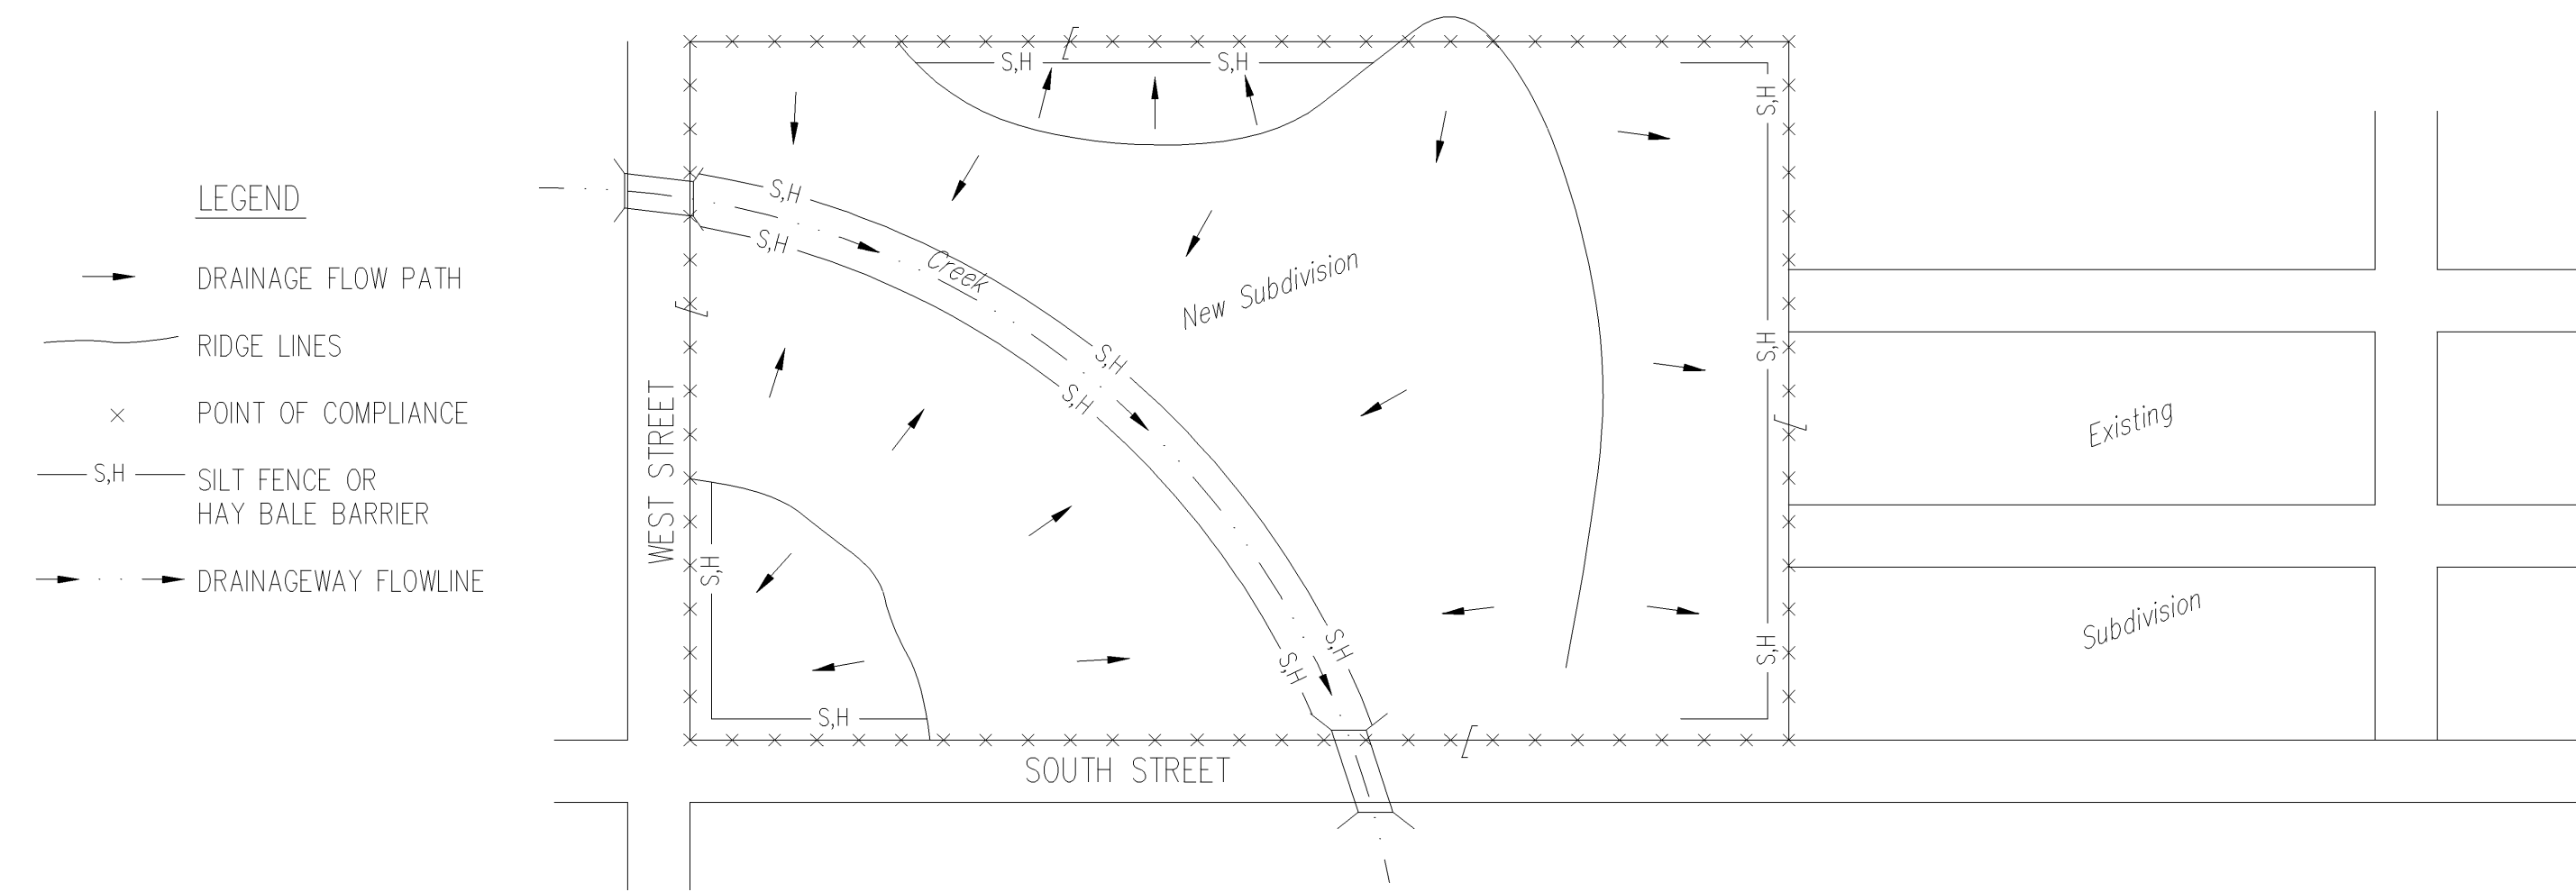 LEGEND
DRAINAGE FLOW PATH
RIDGE LINES
POINT OF COMPLIANCE
S,H
SILT FENCE OR
HAY BALE BARRIER
DRAINAGEWAY FLOWLINE
S,H
S,H
S,H
S,H
S,H
Creek
New Subdivision
S,H
S,H
S,H
WEST STREET
Existing
S,H
Subdivision
S,H
S,H
S,H
S,H
SOUTH STREET